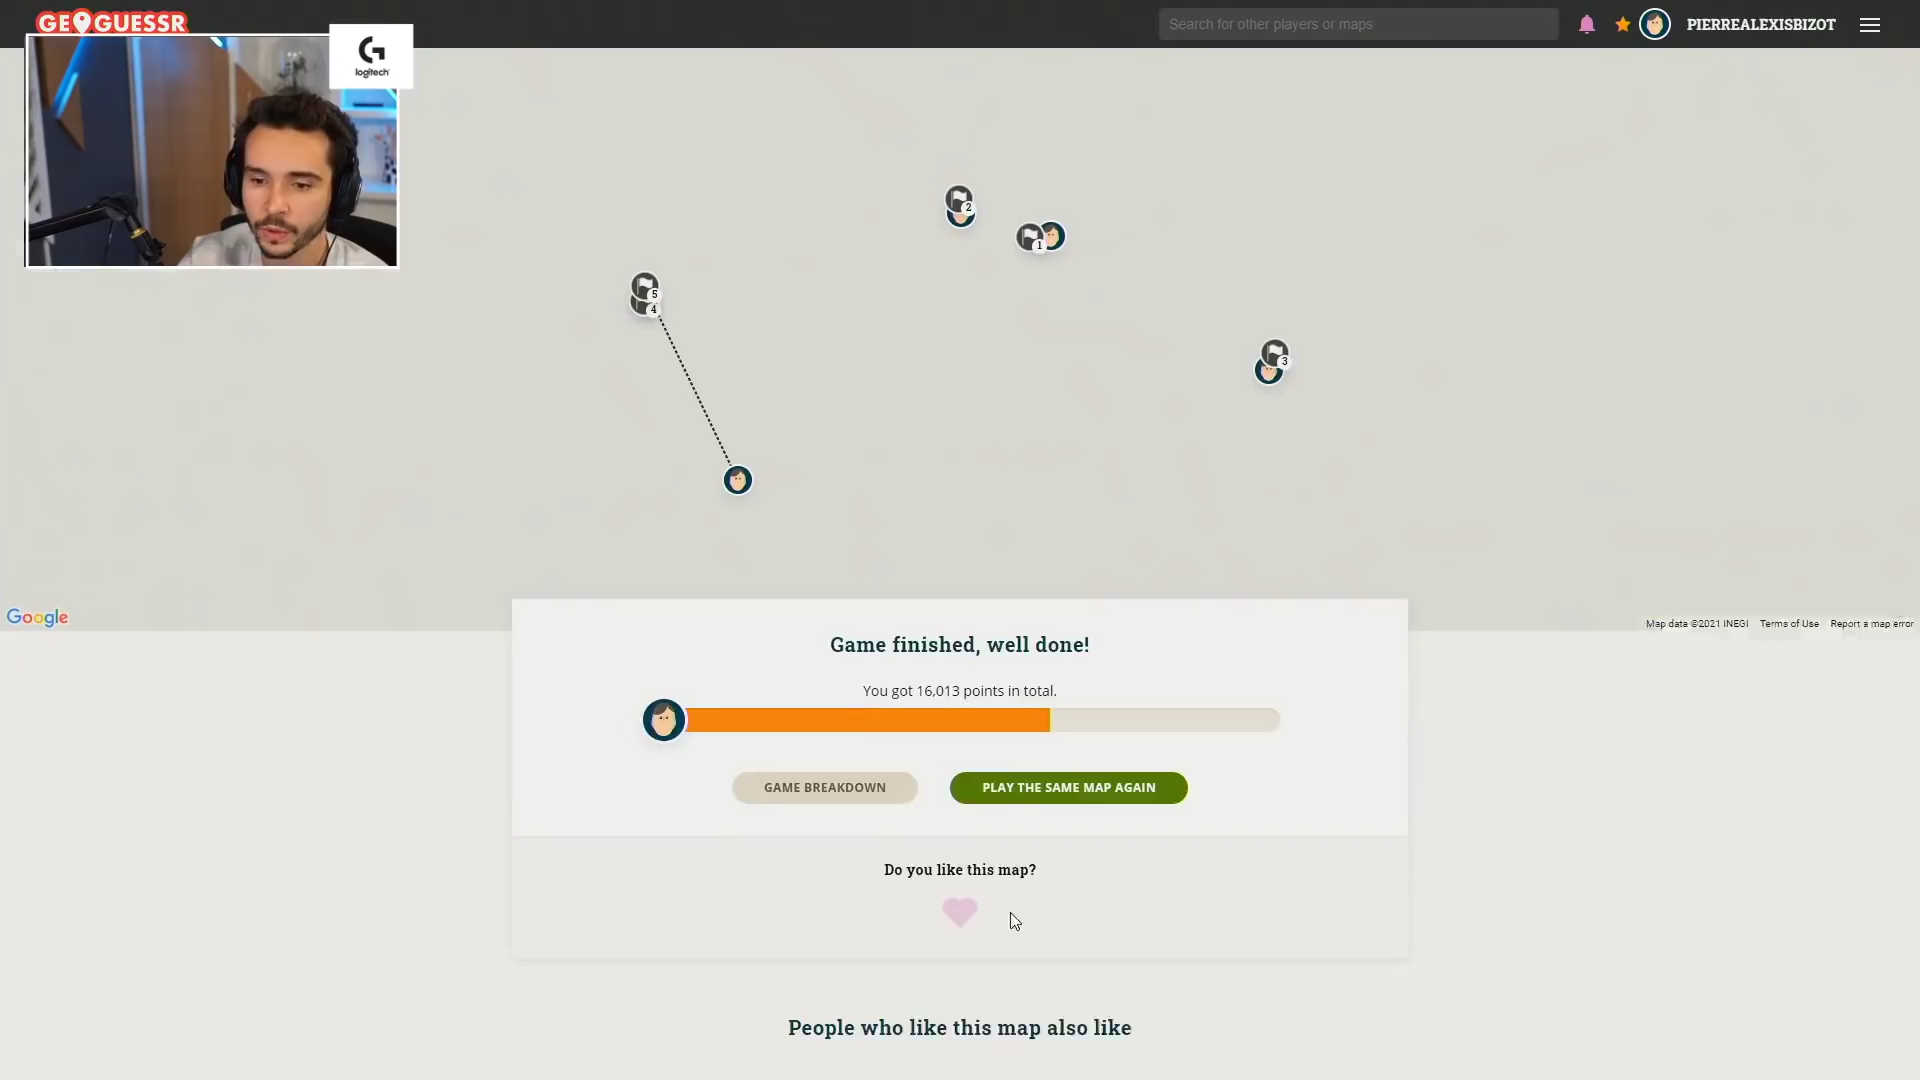 GEOGUESSR
Search for other players or maps
PIERREALEXISBIZOT
logitech
2
1
5
4
3
Google
Map data ©2021 INEGI Terms of Use Report a map error
Game finished, well done!
You got 16,013 points in total.
GAME BREAKDOWN
PLAY THE SAME MAP AGAIN
Do you like this map?
People who like this map also like